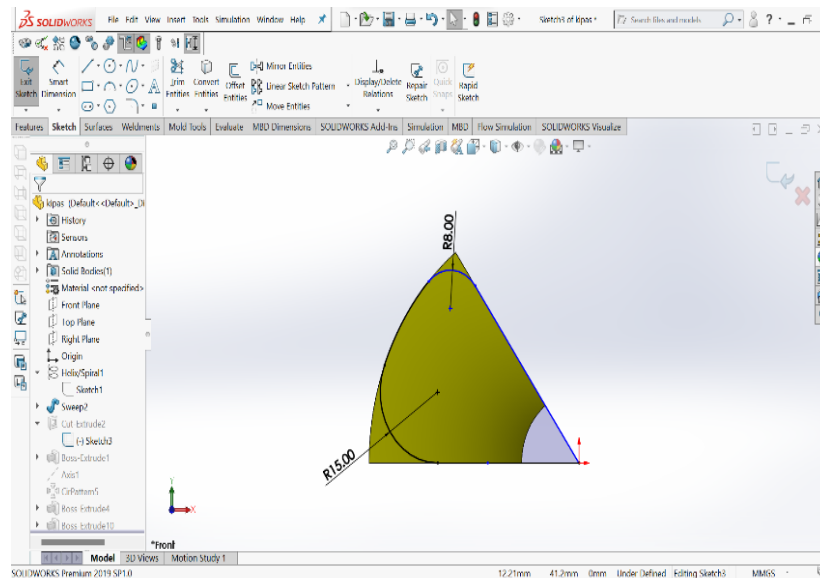 SOLIDWORKS File Edit View Insert Tools Simulation Window Help Sketch3 of kipas * Search files and models
Exit Sketch Smart Dimension Trim Entities Convert Entities Offset Entities Mirror Entities Linear Sketch Pattern Move Entities Display/Delete Relations Repair Sketch Quick Snaps Rapid Sketch
Features Sketch Surfaces Weldments Mold Tools Evaluate MBD Dimensions SOLIDWORKS Add-Ins Simulation MBD Flow Simulation SOLIDWORKS Visualize
kipas (Default<<Default>_Di
History
Sensors
Annotations
Solid Bodies(1)
Material <not specified>
Front Plane
Top Plane
Right Plane
Origin
Helix/Spiral1
Sketch1
Sweep2
Cut Extrude2
(-) Sketch3
Boss-Extrude1
Axis1
CirPattern5
Boss Extrude4
Boss Extrude10
R8.00
R15.00
Y
X
*Front
Model 3D Views Motion Study 1
SOLIDWORKS Premium 2019 SP1.0 12.21mm 41.2mm 0mm Under Defined Editing Sketch3 MMGS